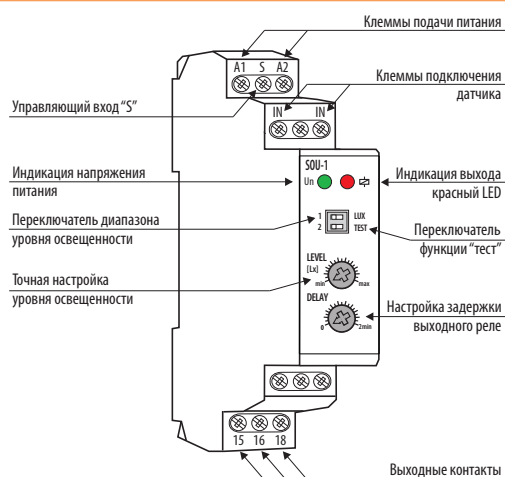 Клеммы подачи питания
A1 S A2
Клеммы подключения
датчика
Управляющий вход "S"
IN IN
SOU-1
Индикация напряжения
питания
Un
Индикация выхода
красный LED
Переключатель диапазона
уровня освещенности
1 LUX
2 TEST
Переключатель
функции "тест"
LEVEL
[Lx]
min max
Точная настройка
уровня освещенности
DELAY
0 2min
Настройка задержки
выходного реле
15 16 18
Выходные контакты